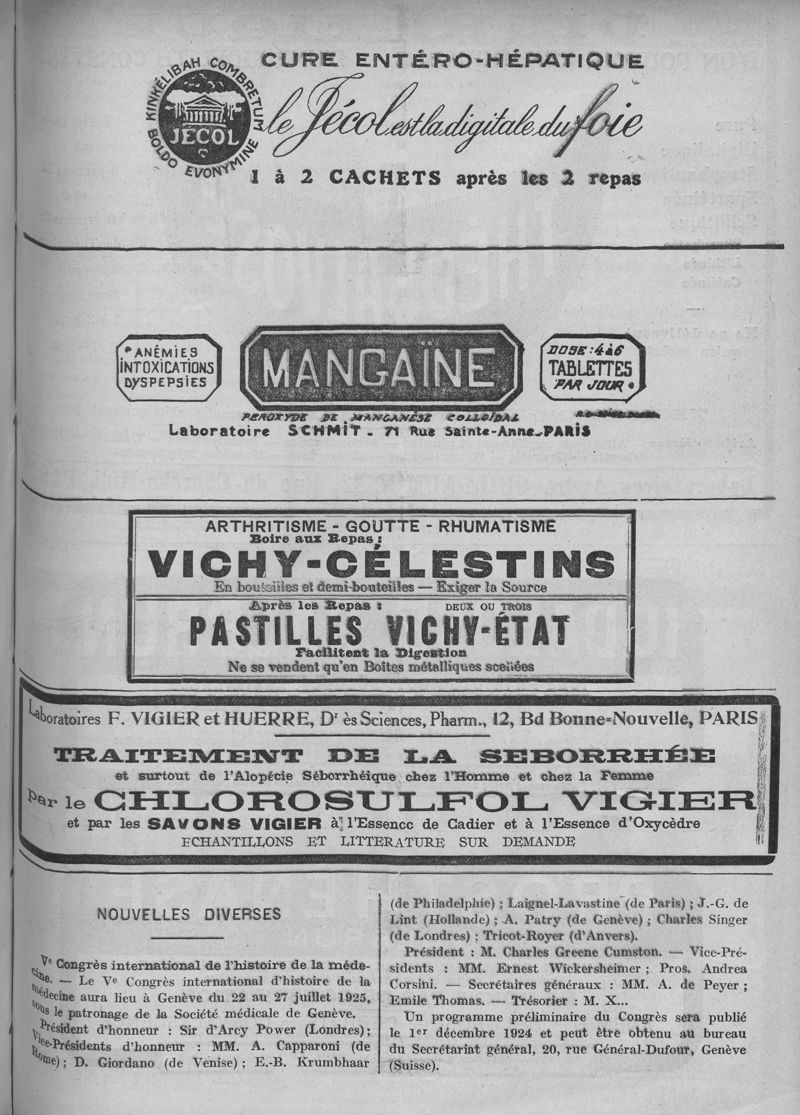 CURE ENTÉRO-HÉPATIQUE
KINKÉLIBAH COMBRETUM
BOLDO EVONYMINE
JÉCOL
le Jécol est la digitale du foie
1 à 2 CACHETS après les 2 repas
ANÉMIES
INTOXICATIONS
DYSPEPSIES
MANGAÏNE
DOSE: 4 à 6
TABLETTES
PAR JOUR
PEROXYDE DE MANGANÈSE COLLOÏDAL
Laboratoire SCHMIT - 71 Rue Sainte-Anne-PARIS
ARTHRITISME - GOUTTE - RHUMATISME
Boire aux Repas :
VICHY-CÉLESTINS
En bouteilles et demi-bouteilles — Exiger la Source
Après les Repas : DEUX OU TROIS
PASTILLES VICHY-ÉTAT
Facilitent la Digestion
Ne se vendent qu'en Boîtes métalliques scellées
Laboratoires F. VIGIER et HUERRE, Dr ès Sciences, Pharm., 12, Bd Bonne-Nouvelle, PARIS
TRAITEMENT DE LA SEBORRHÉE
et surtout de l'Alopécie Séborrhéique chez l'Homme et chez la Femme
Par le CHLOROSULFOL VIGIER
et par les SAVONS VIGIER à l'Essence de Cadier et à l'Essence d'Oxycèdre
ECHANTILLONS ET LITTERATURE SUR DEMANDE
NOUVELLES DIVERSES
Ve Congrès international de l'histoire de la méde-
cine. — Le Ve Congrès international d'histoire de la
médecine aura lieu à Genève du 22 au 27 juillet 1925,
sous le patronage de la Société médicale de Genève.
Président d'honneur : Sir d'Arcy Power (Londres) ;
Vice-Présidents d'honneur : MM. A. Capparoni (de
Rome) ; D. Giordano (de Venise) ; E.-B. Krumbhaar
(de Philadelphie) ; Laignel-Lavastine (de Paris) ; J.-G. de
Lint (Hollande) ; A. Patry (de Genève) ; Charles Singer
(de Londres) ; Tricot-Royer (d'Anvers).
Président : M. Charles Greene Cumston. — Vice-Pré-
sidents : MM. Ernest Wickersheimer ; Pros. Andrea
Corsini. — Secrétaires généraux : MM. A. de Peyer ;
Emile Thomas. — Trésorier : M. X...
Un programme préliminaire du Congrès sera publié
le 1er décembre 1924 et peut être obtenu au bureau
du Secrétariat général, 20, rue Général-Dufour, Genève
(Suisse).